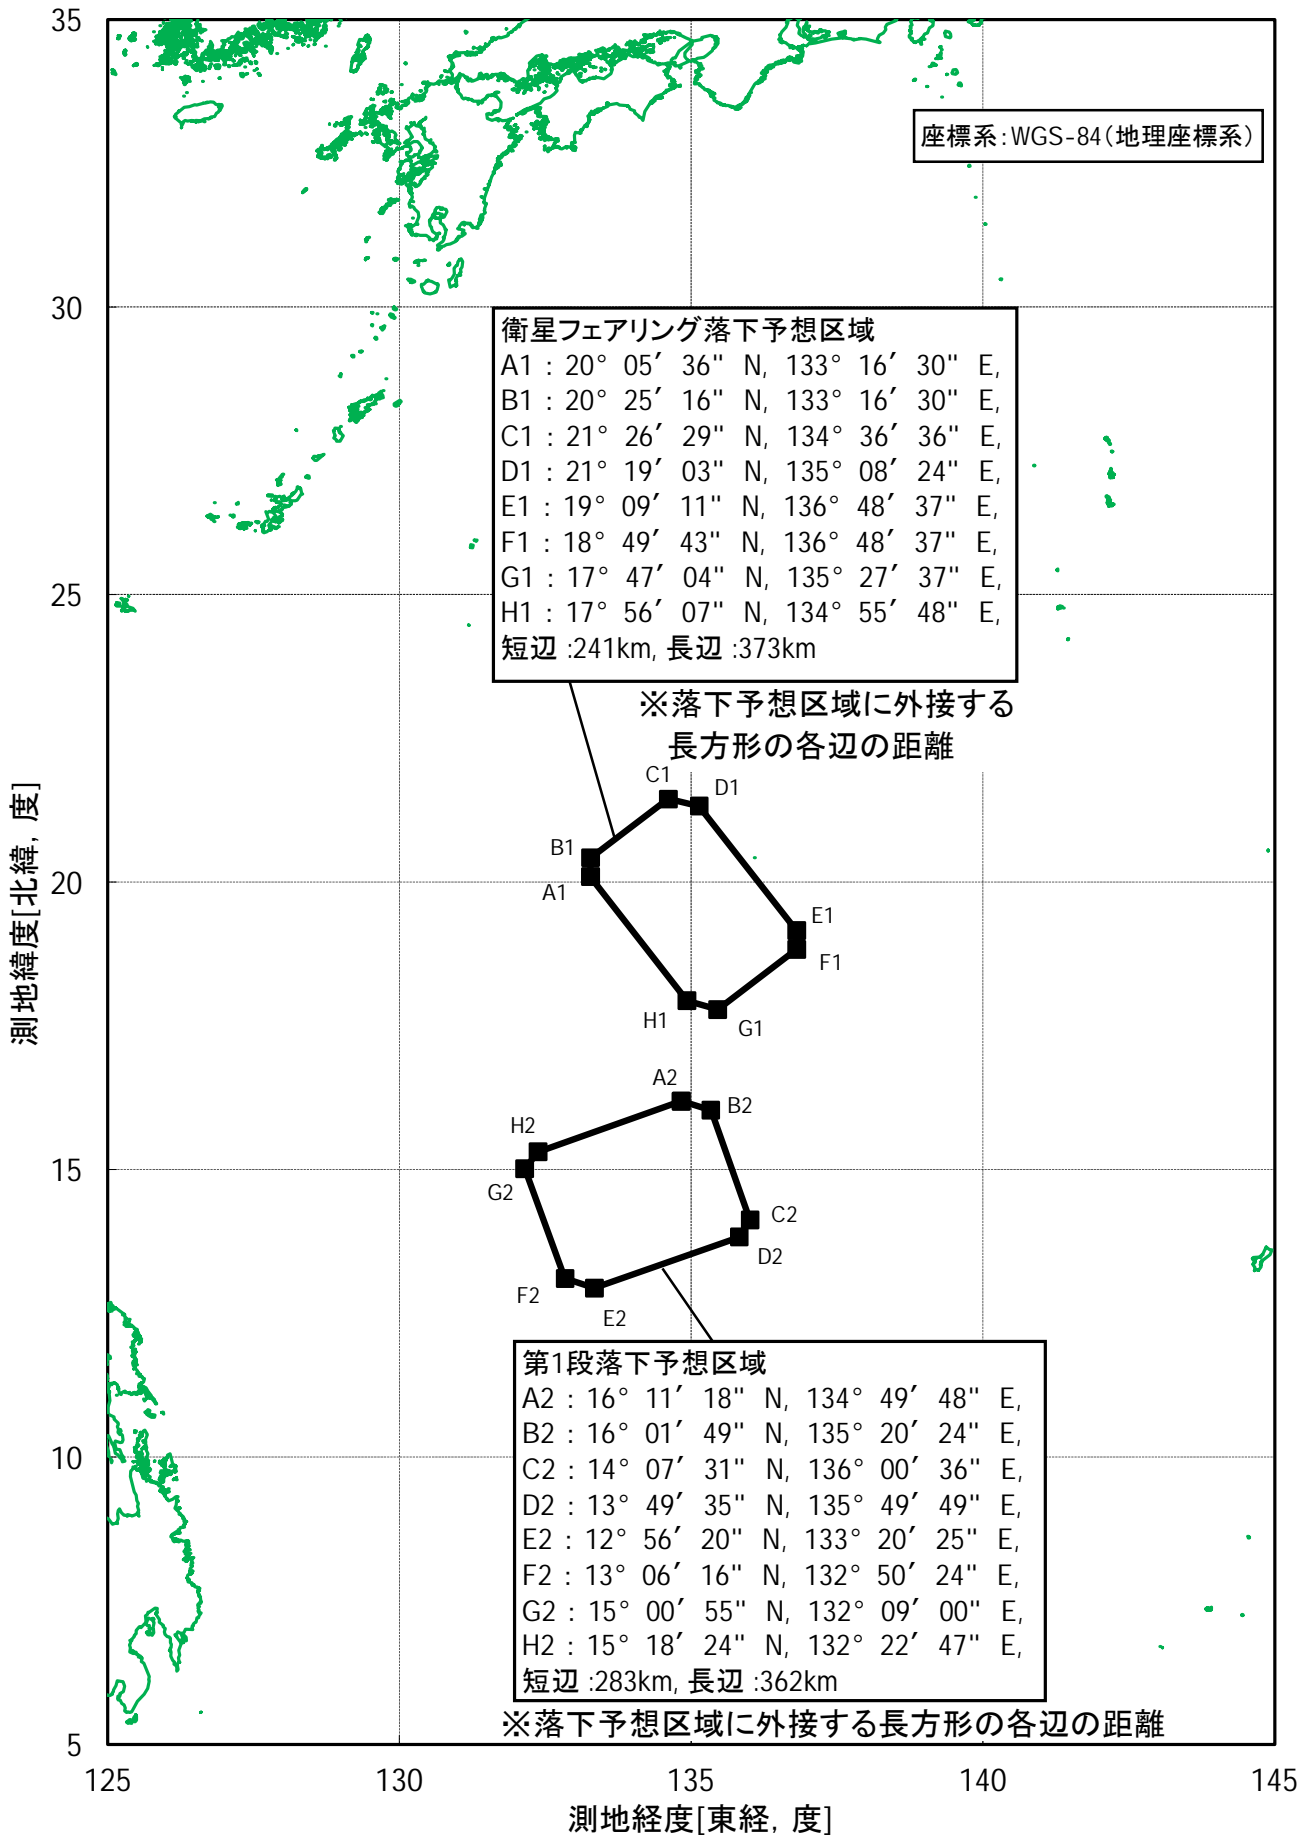 35
座標系:WGS-84(地理座標系)
30
衛星フェアリング落下予想区域
A1 : 20° 05′ 36" N, 133° 16′ 30" E,
B1 : 20° 25′ 16" N, 133° 16′ 30" E,
C1 : 21° 26′ 29" N, 134° 36′ 36" E,
D1 : 21° 19′ 03" N, 135° 08′ 24" E,
E1 : 19° 09′ 11" N, 136° 48′ 37" E,
F1 : 18° 49′ 43" N, 136° 48′ 37" E,
G1 : 17° 47′ 04" N, 135° 27′ 37" E,
H1 : 17° 56′ 07" N, 134° 55′ 48" E,
短辺 :241km, 長辺 :373km
25
※落下予想区域に外接する
長方形の各辺の距離
C1
D1
B1
A1
20
E1
F1
H1
G1
測地緯度[北緯, 度]
A2
B2
H2
15
G2
C2
D2
F2
E2
第1段落下予想区域
A2 : 16° 11′ 18" N, 134° 49′ 48" E,
B2 : 16° 01′ 49" N, 135° 20′ 24" E,
C2 : 14° 07′ 31" N, 136° 00′ 36" E,
D2 : 13° 49′ 35" N, 135° 49′ 49" E,
E2 : 12° 56′ 20" N, 133° 20′ 25" E,
F2 : 13° 06′ 16" N, 132° 50′ 24" E,
G2 : 15° 00′ 55" N, 132° 09′ 00" E,
H2 : 15° 18′ 24" N, 132° 22′ 47" E,
短辺 :283km, 長辺 :362km
10
※落下予想区域に外接する長方形の各辺の距離
5
125
130
135
140
145
測地経度[東経, 度]